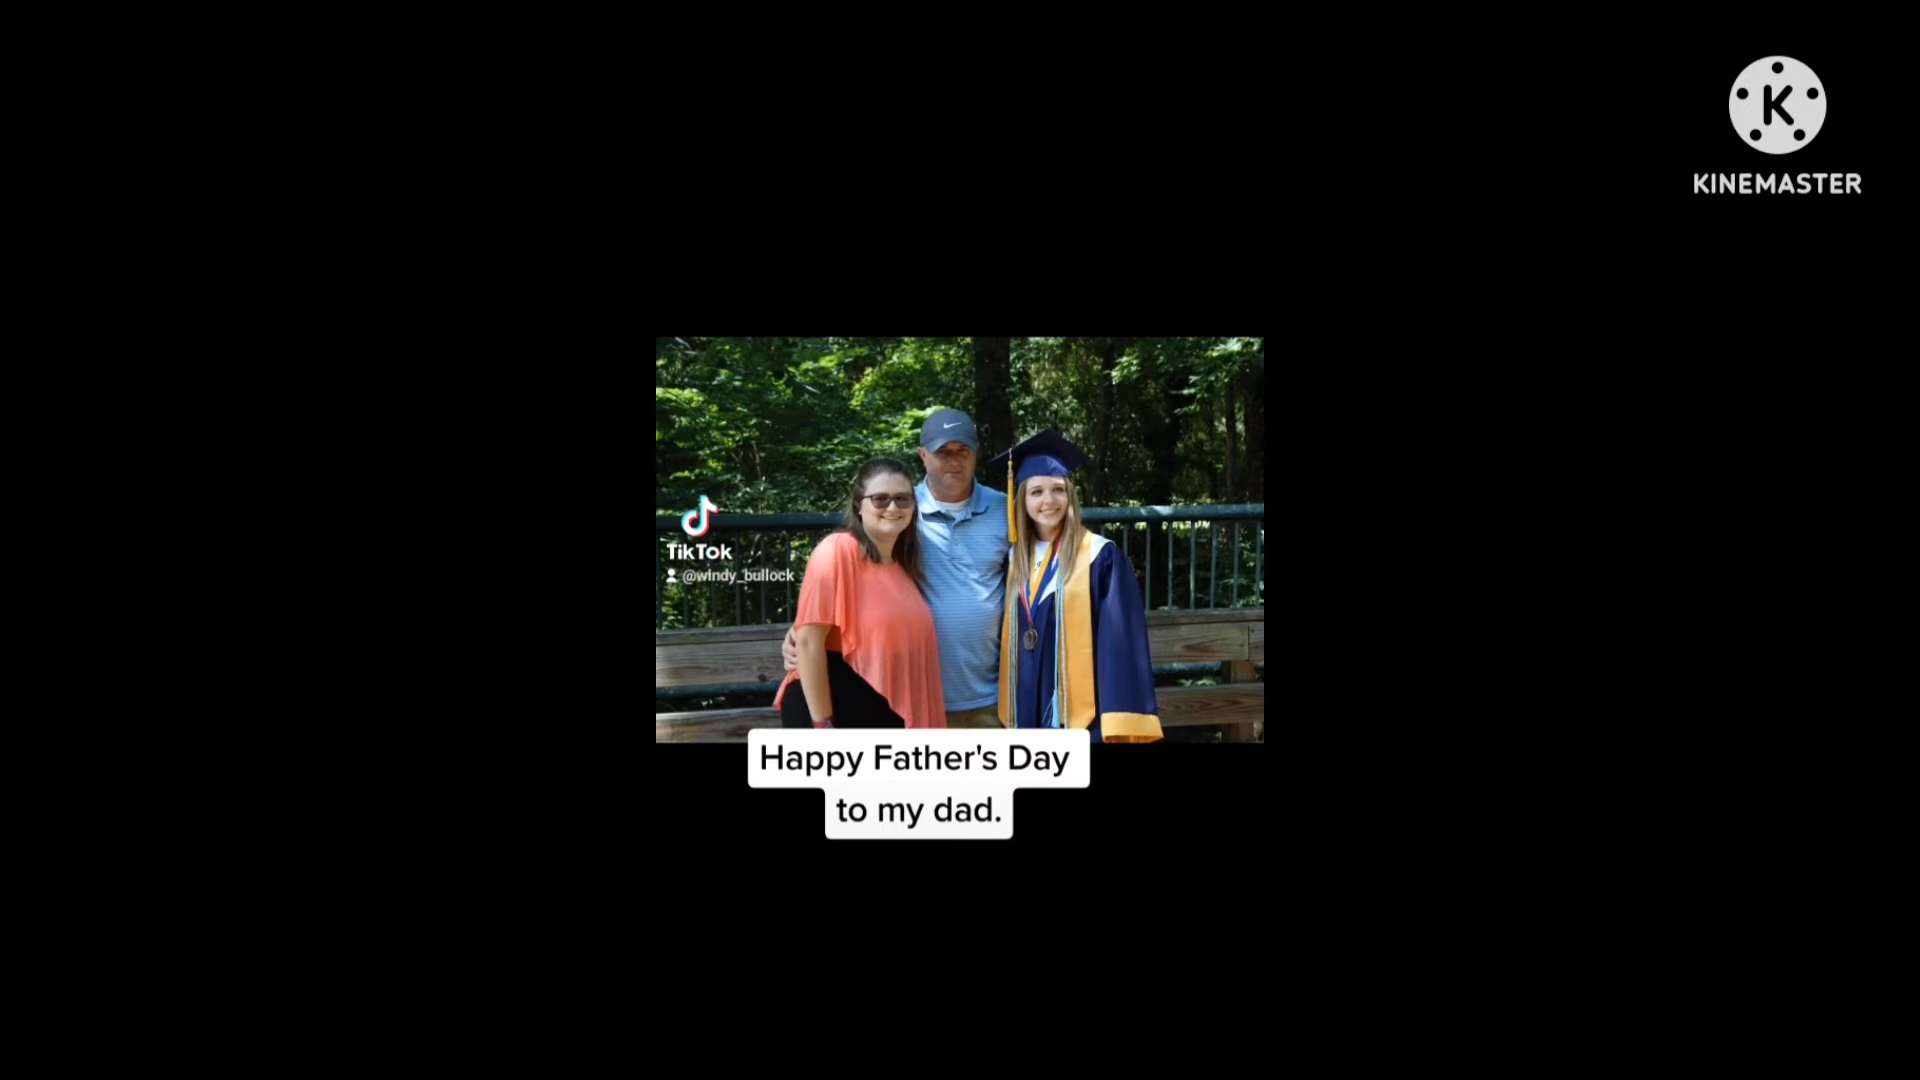 K
KINEMASTER
TikTok
@windy_bullock
Happy Father's Day
to my dad.